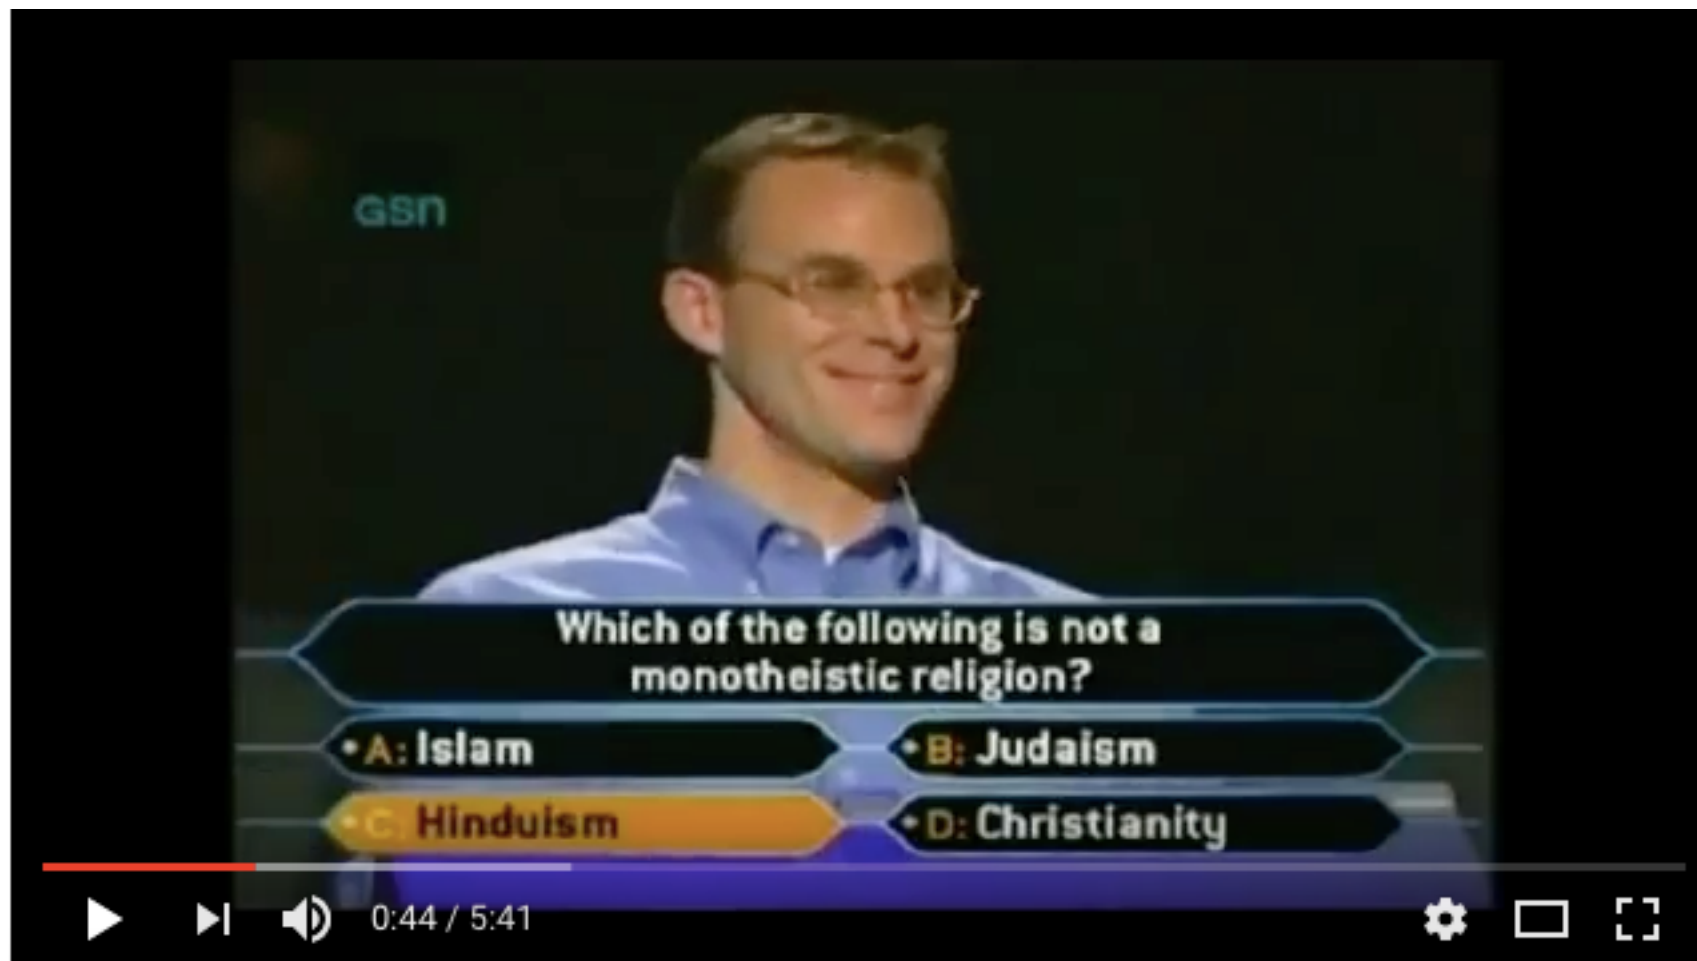 GSN
Which of the following is not a
monotheistic religion?
A: Islam
B: Judaism
C: Hinduism
D: Christianity
0:44 / 5:41